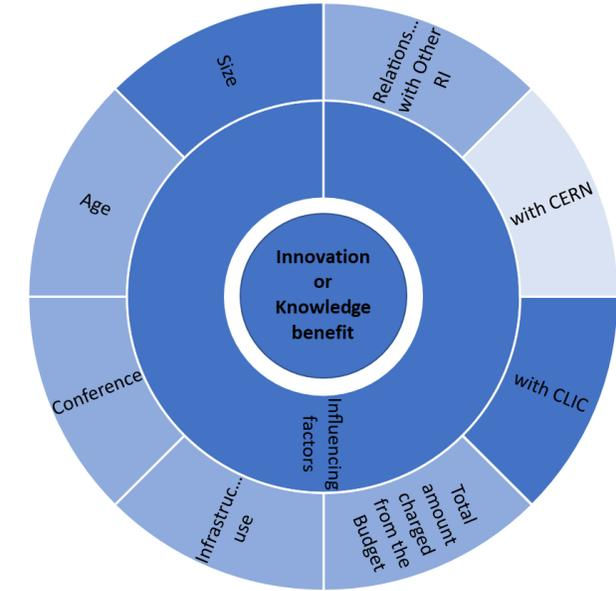 Innovation
or
Knowledge
benefit
Influencing
factors
Relations...
with Other
RI
with CERN
with CLIC
Total
amount
charged
from the
Budget
Infrastruc...
use
Conference
Age
Size